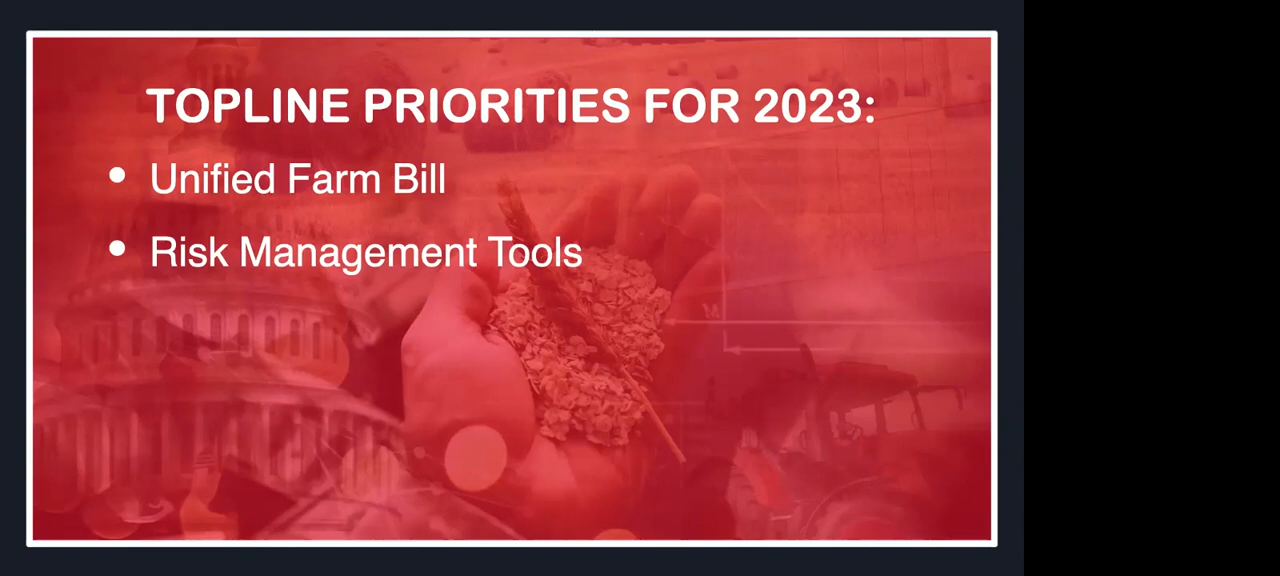 TOPLINE PRIORITIES FOR 2023:
• Unified Farm Bill
• Risk Management Tools